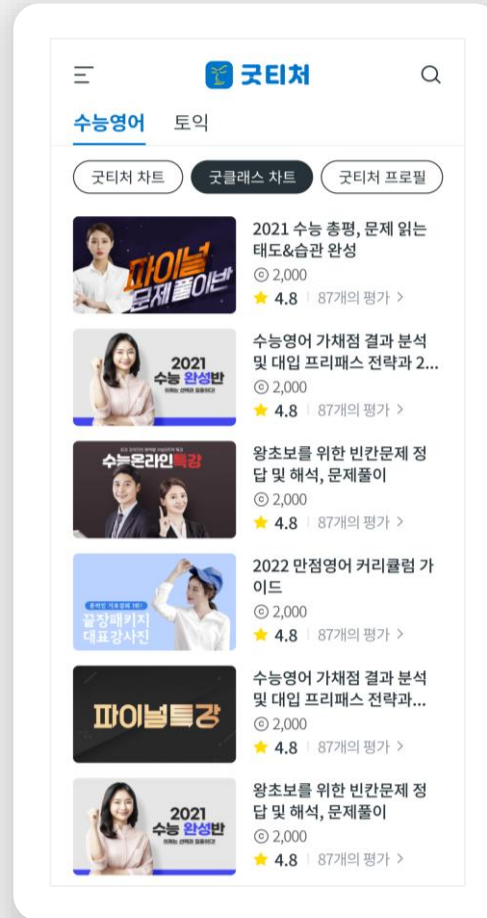 굿티처
수능영어 토익
굿티처 차트 굿클래스 차트 굿티처 프로필
파이널
문제풀이반
2021 수능 총평, 문제 읽는
태도&습관 완성
ⓒ 2,000
4.8 87개의 평가 >
2021
수능 완성반
수능영어 가채점 결과 분석
및 대입 프리패스 전략과 2...
ⓒ 2,000
4.8 87개의 평가 >
수능온라인특강
왕초보를 위한 빈칸문제 정
답 및 해석, 문제풀이
ⓒ 2,000
4.8 87개의 평가 >
끝장패키지
대표강사진
2022 만점영어 커리큘럼 가
이드
ⓒ 2,000
4.8 87개의 평가 >
파이널특강
수능영어 가채점 결과 분석
및 대입 프리패스 전략과...
ⓒ 2,000
4.8 87개의 평가 >
2021
수능 완성반
왕초보를 위한 빈칸문제 정
답 및 해석, 문제풀이
ⓒ 2,000
4.8 87개의 평가 >